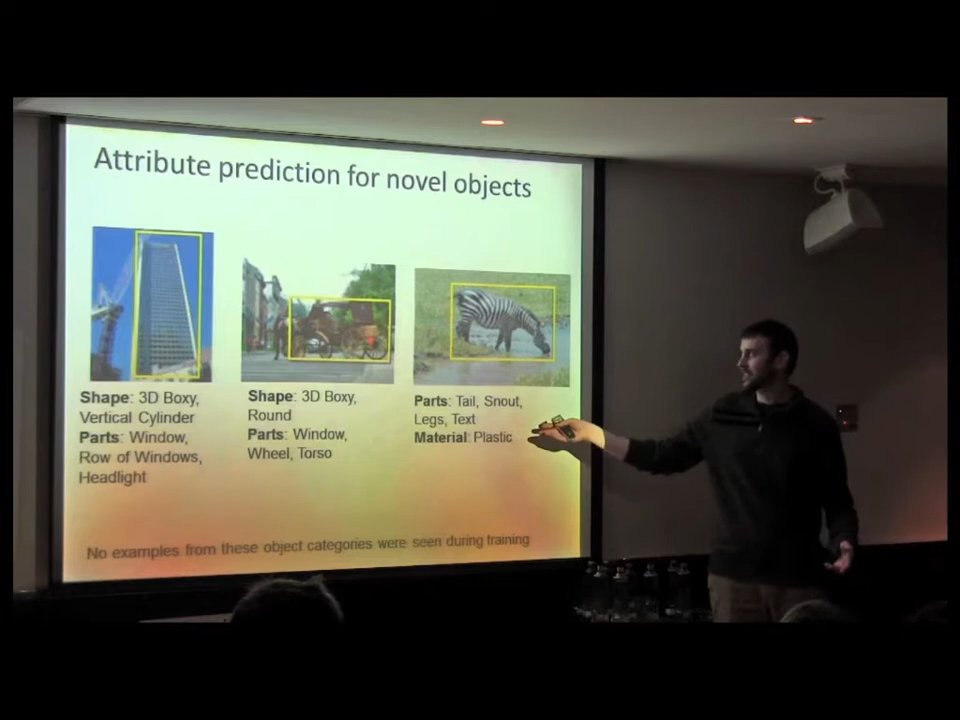 Attribute prediction for novel objects
Shape: 3D Boxy,
Vertical Cylinder
Parts: Window,
Row of Windows,
Headlight
Shape: 3D Boxy,
Round
Parts: Window,
Wheel, Torso
Parts: Tail, Snout,
Legs, Text
Material: Plastic
No examples from these object categories were seen during training